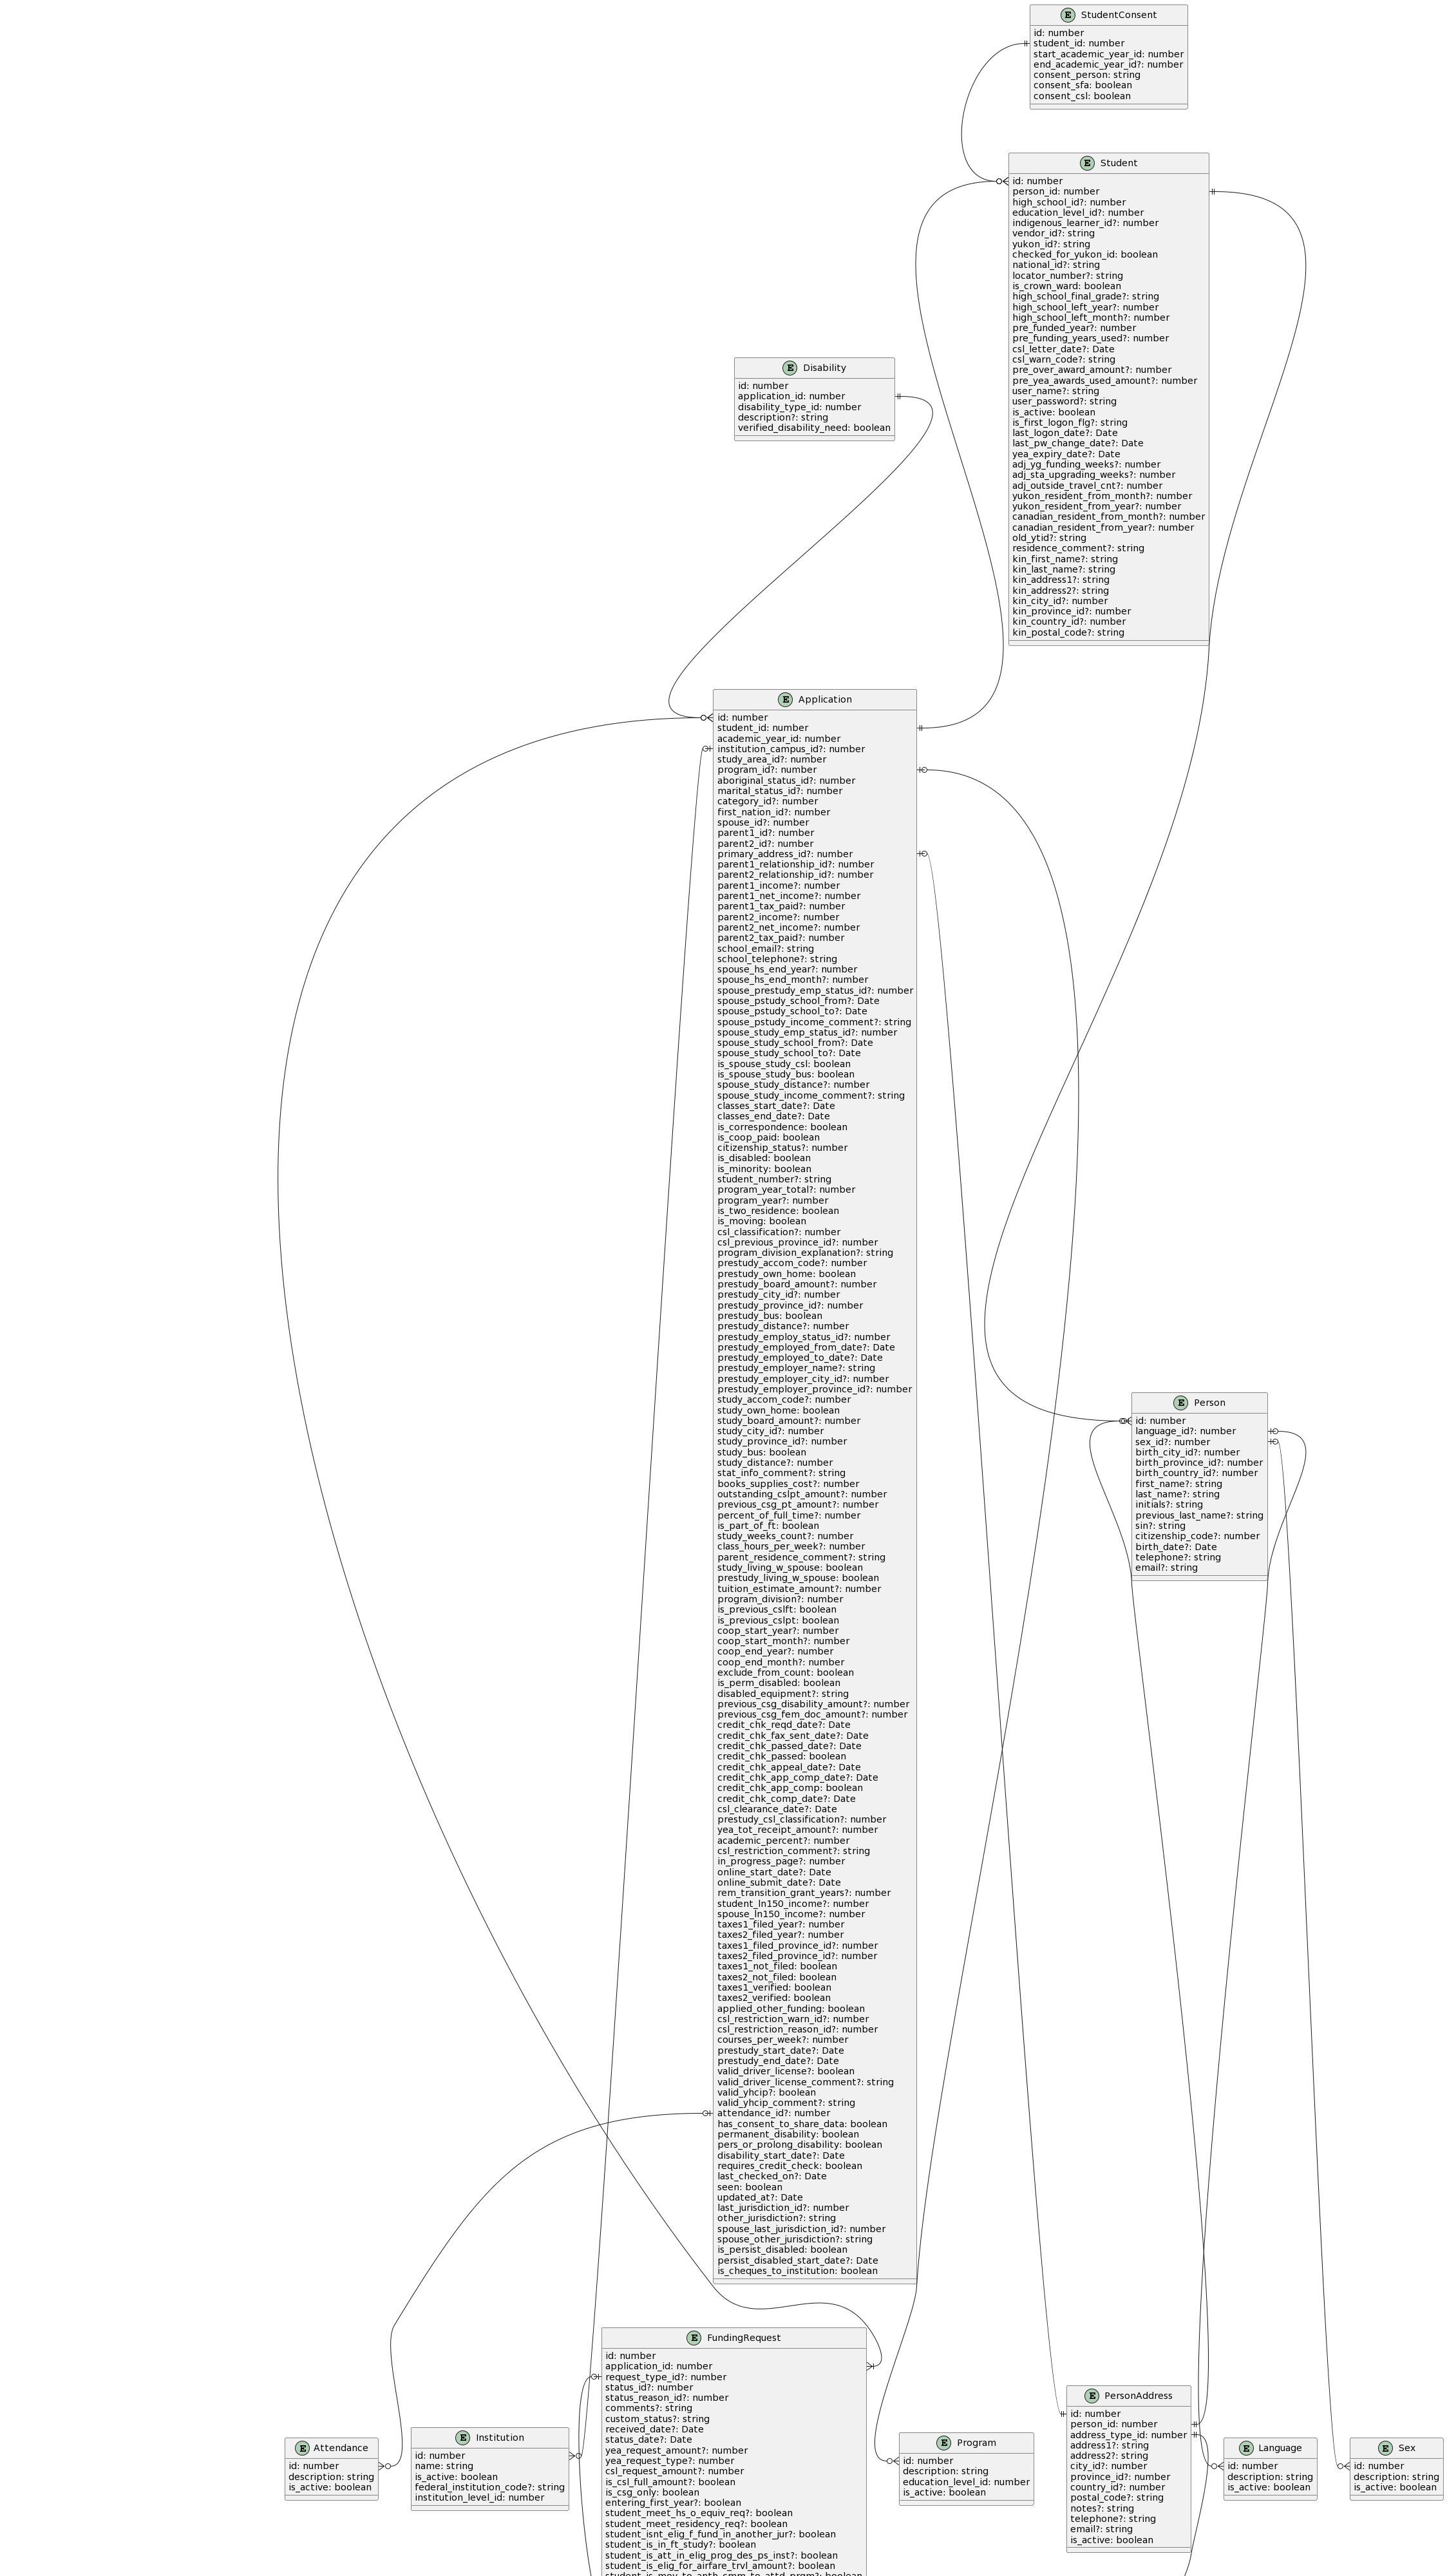 E StudentConsent
id: number
student_id: number
start_academic_year_id: number
end_academic_year_id?: number
consent_person: string
consent_sfa: boolean
consent_csl: boolean
E Student
id: number
person_id: number
high_school_id?: number
education_level_id?: number
indigenous_learner_id?: number
vendor_id?: string
yukon_id?: string
checked_for_yukon_id: boolean
national_id?: string
locator_number?: string
is_crown_ward: boolean
high_school_final_grade?: string
high_school_left_year?: number
high_school_left_month?: number
pre_funded_year?: number
pre_funding_years_used?: number
csl_letter_date?: Date
csl_warn_code?: string
pre_over_award_amount?: number
pre_yea_awards_used_amount?: number
user_name?: string
user_password?: string
is_active: boolean
is_first_logon_flg?: string
last_logon_date?: Date
last_pw_change_date?: Date
yea_expiry_date?: Date
adj_yg_funding_weeks?: number
adj_sta_upgrading_weeks?: number
adj_outside_travel_cnt?: number
yukon_resident_from_month?: number
yukon_resident_from_year?: number
canadian_resident_from_month?: number
canadian_resident_from_year?: number
old_ytid?: string
residence_comment?: string
kin_first_name?: string
kin_last_name?: string
kin_address1?: string
kin_address2?: string
kin_city_id?: number
kin_province_id?: number
kin_country_id?: number
kin_postal_code?: string
E Disability
id: number
application_id: number
disability_type_id: number
description?: string
verified_disability_need: boolean
E Application
id: number
student_id: number
academic_year_id: number
institution_campus_id?: number
study_area_id?: number
program_id?: number
aboriginal_status_id?: number
marital_status_id?: number
category_id?: number
first_nation_id?: number
spouse_id?: number
parent1_id?: number
parent2_id?: number
primary_address_id?: number
parent1_relationship_id?: number
parent2_relationship_id?: number
parent1_income?: number
parent1_net_income?: number
parent1_tax_paid?: number
parent2_income?: number
parent2_net_income?: number
parent2_tax_paid?: number
school_email?: string
school_telephone?: string
spouse_hs_end_year?: number
spouse_hs_end_month?: number
spouse_prestudy_emp_status_id?: number
spouse_pstudy_school_from?: Date
spouse_pstudy_school_to?: Date
spouse_pstudy_income_comment?: string
spouse_study_emp_status_id?: number
spouse_study_school_from?: Date
spouse_study_school_to?: Date
is_spouse_study_csl: boolean
is_spouse_study_bus: boolean
spouse_study_distance?: number
spouse_study_income_comment?: string
classes_start_date?: Date
classes_end_date?: Date
is_correspondence: boolean
is_coop_paid: boolean
citizenship_status?: number
is_disabled: boolean
is_minority: boolean
student_number?: string
program_year_total?: number
program_year?: number
is_two_residence: boolean
is_moving: boolean
csl_classification?: number
csl_previous_province_id?: number
program_division_explanation?: string
prestudy_accom_code?: number
prestudy_own_home: boolean
prestudy_board_amount?: number
prestudy_city_id?: number
prestudy_province_id?: number
prestudy_bus: boolean
prestudy_distance?: number
prestudy_employ_status_id?: number
prestudy_employed_from_date?: Date
prestudy_employed_to_date?: Date
prestudy_employer_name?: string
prestudy_employer_city_id?: number
prestudy_employer_province_id?: number
study_accom_code?: number
study_own_home: boolean
study_board_amount?: number
study_city_id?: number
study_province_id?: number
study_bus: boolean
study_distance?: number
stat_info_comment?: string
books_supplies_cost?: number
outstanding_cslpt_amount?: number
previous_csg_pt_amount?: number
percent_of_full_time?: number
is_part_of_ft: boolean
study_weeks_count?: number
class_hours_per_week?: number
parent_residence_comment?: string
study_living_w_spouse: boolean
prestudy_living_w_spouse: boolean
tuition_estimate_amount?: number
program_division?: number
is_previous_cslft: boolean
is_previous_cslpt: boolean
coop_start_year?: number
coop_start_month?: number
coop_end_year?: number
coop_end_month?: number
exclude_from_count: boolean
is_perm_disabled: boolean
disabled_equipment?: string
previous_csg_disability_amount?: number
previous_csg_fem_doc_amount?: number
credit_chk_reqd_date?: Date
credit_chk_fax_sent_date?: Date
credit_chk_passed_date?: Date
credit_chk_passed: boolean
credit_chk_appeal_date?: Date
credit_chk_app_comp_date?: Date
credit_chk_app_comp: boolean
credit_chk_comp_date?: Date
csl_clearance_date?: Date
prestudy_csl_classification?: number
yea_tot_receipt_amount?: number
academic_percent?: number
csl_restriction_comment?: string
in_progress_page?: number
online_start_date?: Date
online_submit_date?: Date
rem_transition_grant_years?: number
student_ln150_income?: number
spouse_ln150_income?: number
taxes1_filed_year?: number
taxes2_filed_year?: number
taxes1_filed_province_id?: number
taxes2_filed_province_id?: number
taxes1_not_filed: boolean
taxes2_not_filed: boolean
taxes1_verified: boolean
taxes2_verified: boolean
applied_other_funding: boolean
csl_restriction_warn_id?: number
csl_restriction_reason_id?: number
courses_per_week?: number
prestudy_start_date?: Date
prestudy_end_date?: Date
valid_driver_license?: boolean
valid_driver_license_comment?: string
valid_yhcip?: boolean
valid_yhcip_comment?: string
attendance_id?: number
has_consent_to_share_data: boolean
permanent_disability: boolean
pers_or_prolong_disability: boolean
disability_start_date?: Date
requires_credit_check: boolean
last_checked_on?: Date
seen: boolean
updated_at?: Date
last_jurisdiction_id?: number
other_jurisdiction?: string
spouse_last_jurisdiction_id?: number
spouse_other_jurisdiction?: string
is_persist_disabled: boolean
persist_disabled_start_date?: Date
is_cheques_to_institution: boolean
E Person
id: number
language_id?: number
sex_id?: number
birth_city_id?: number
birth_province_id?: number
birth_country_id?: number
first_name?: string
last_name?: string
initials?: string
previous_last_name?: string
sin?: string
citizenship_code?: number
birth_date?: Date
telephone?: string
email?: string
E Attendance
id: number
description: string
is_active: boolean
E Institution
id: number
name: string
is_active: boolean
federal_institution_code?: string
institution_level_id: number
E FundingRequest
id: number
application_id: number
request_type_id?: number
status_id?: number
status_reason_id?: number
comments?: string
custom_status?: string
received_date?: Date
status_date?: Date
yea_request_amount?: number
yea_request_type?: number
csl_request_amount?: number
is_csl_full_amount?: boolean
is_csg_only: boolean
entering_first_year?: boolean
student_meet_hs_o_equiv_req?: boolean
student_meet_residency_req?: boolean
student_isnt_elig_f_fund_in_another_jur?: boolean
student_is_in_ft_study?: boolean
student_is_att_in_elig_prog_des_ps_inst?: boolean
student_is_elig_for_airfare_trvl_amount?: boolean
student_is_mov_to_anth_cmm_to_attd_prgm?: boolean
E Program
id: number
description: string
education_level_id: number
is_active: boolean
E PersonAddress
id: number
person_id: number
address_type_id: number
address1?: string
address2?: string
city_id?: number
province_id?: number
country_id?: number
postal_code?: string
notes?: string
telephone?: string
email?: string
is_active: boolean
E Language
id: number
description: string
is_active: boolean
E Sex
id: number
description: string
is_active: boolean